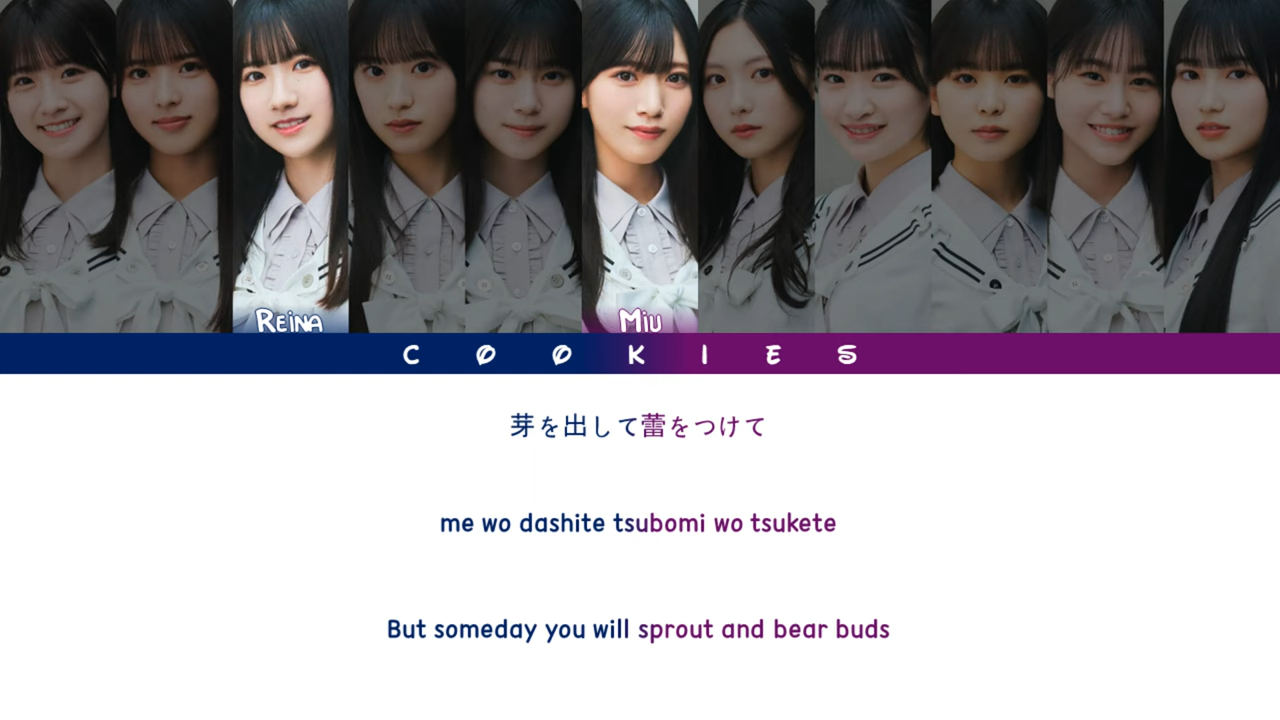 Reina
Miu
COOKIES
芽を出して蕾をつけて
me wo dashite tsubomi wo tsukete
But someday you will sprout and bear buds